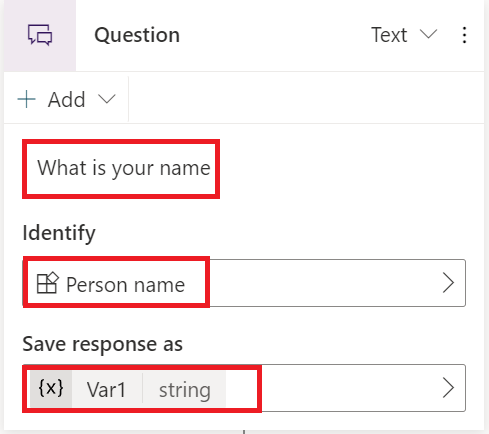 Question Text
+ Add
What is your name
Identify
Person name
Save response as
{x} Var1 string